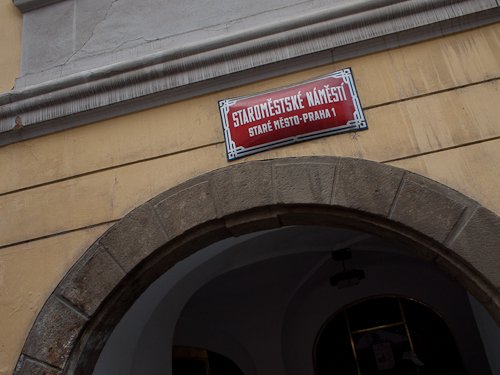 STAROMĚSTSKÉ NÁMĚSTÍ
STARÉ MĚSTO-PRAHA 1